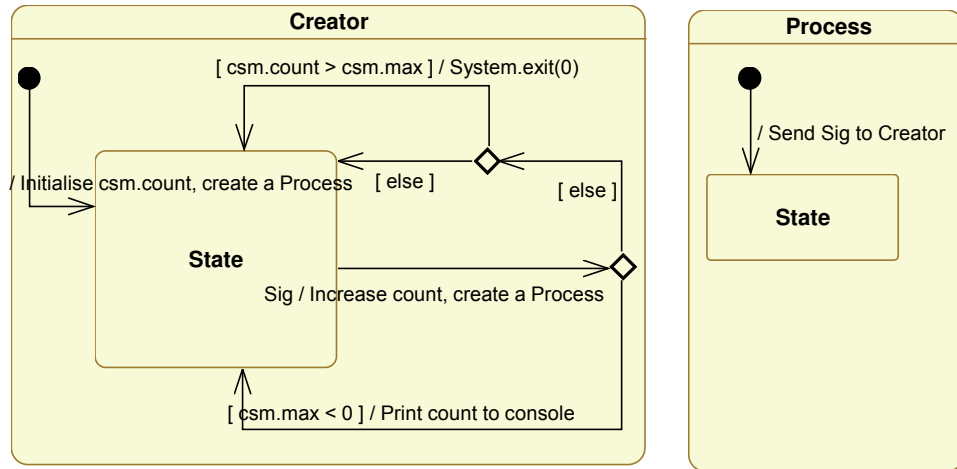 Creator
[ csm.count > csm.max ] / System.exit(0)
/ Initialise csm.count, create a Process
[ else ]
[ else ]
State
Sig / Increase count, create a Process
[ csm.max < 0 ] / Print count to console
Process
/ Send Sig to Creator
State